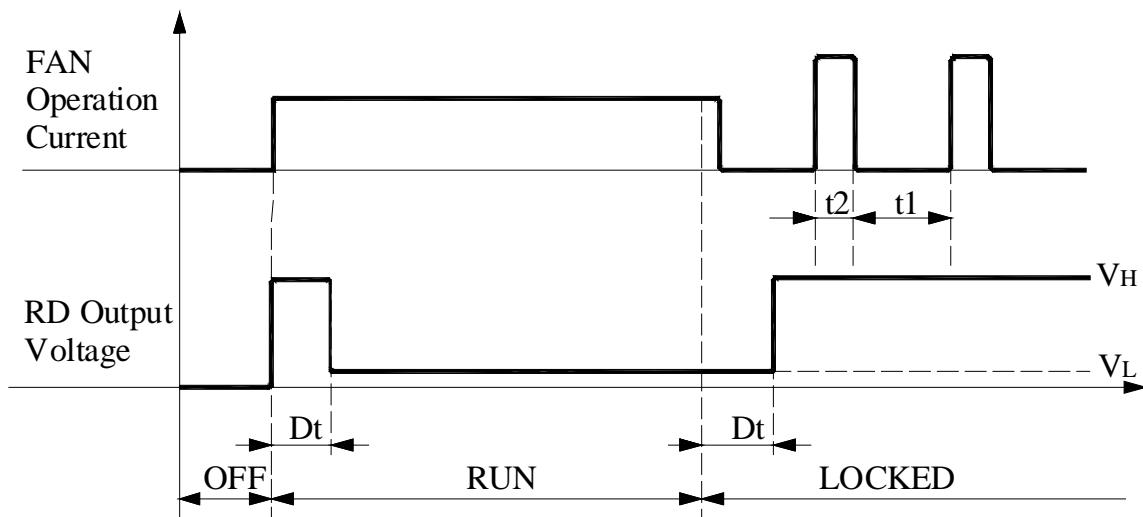 FAN
Operation
Current
t2
t1
VH
RD Output
Voltage
VL
Dt
Dt
OFF
RUN
LOCKED